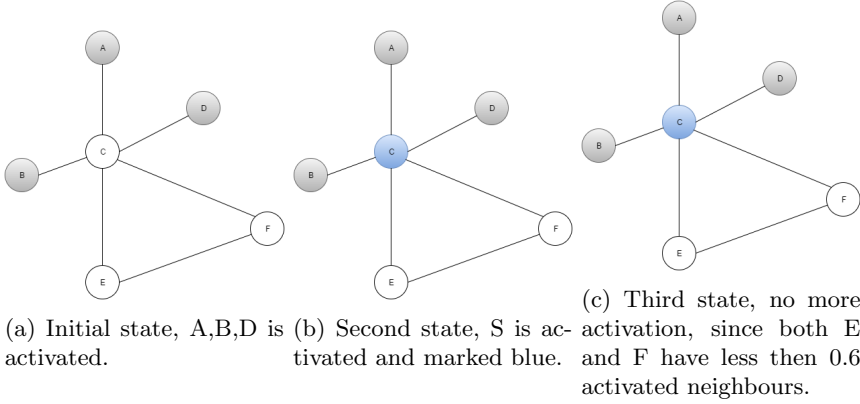 A
D
C
B
F
E
(a) Initial state, A,B,D is
activated.
A
D
C
B
F
E
(b) Second state, S is ac-
tivated and marked blue.
A
D
C
B
F
E
(c) Third state, no more
activation, since both E
and F have less then 0.6
activated neighbours.